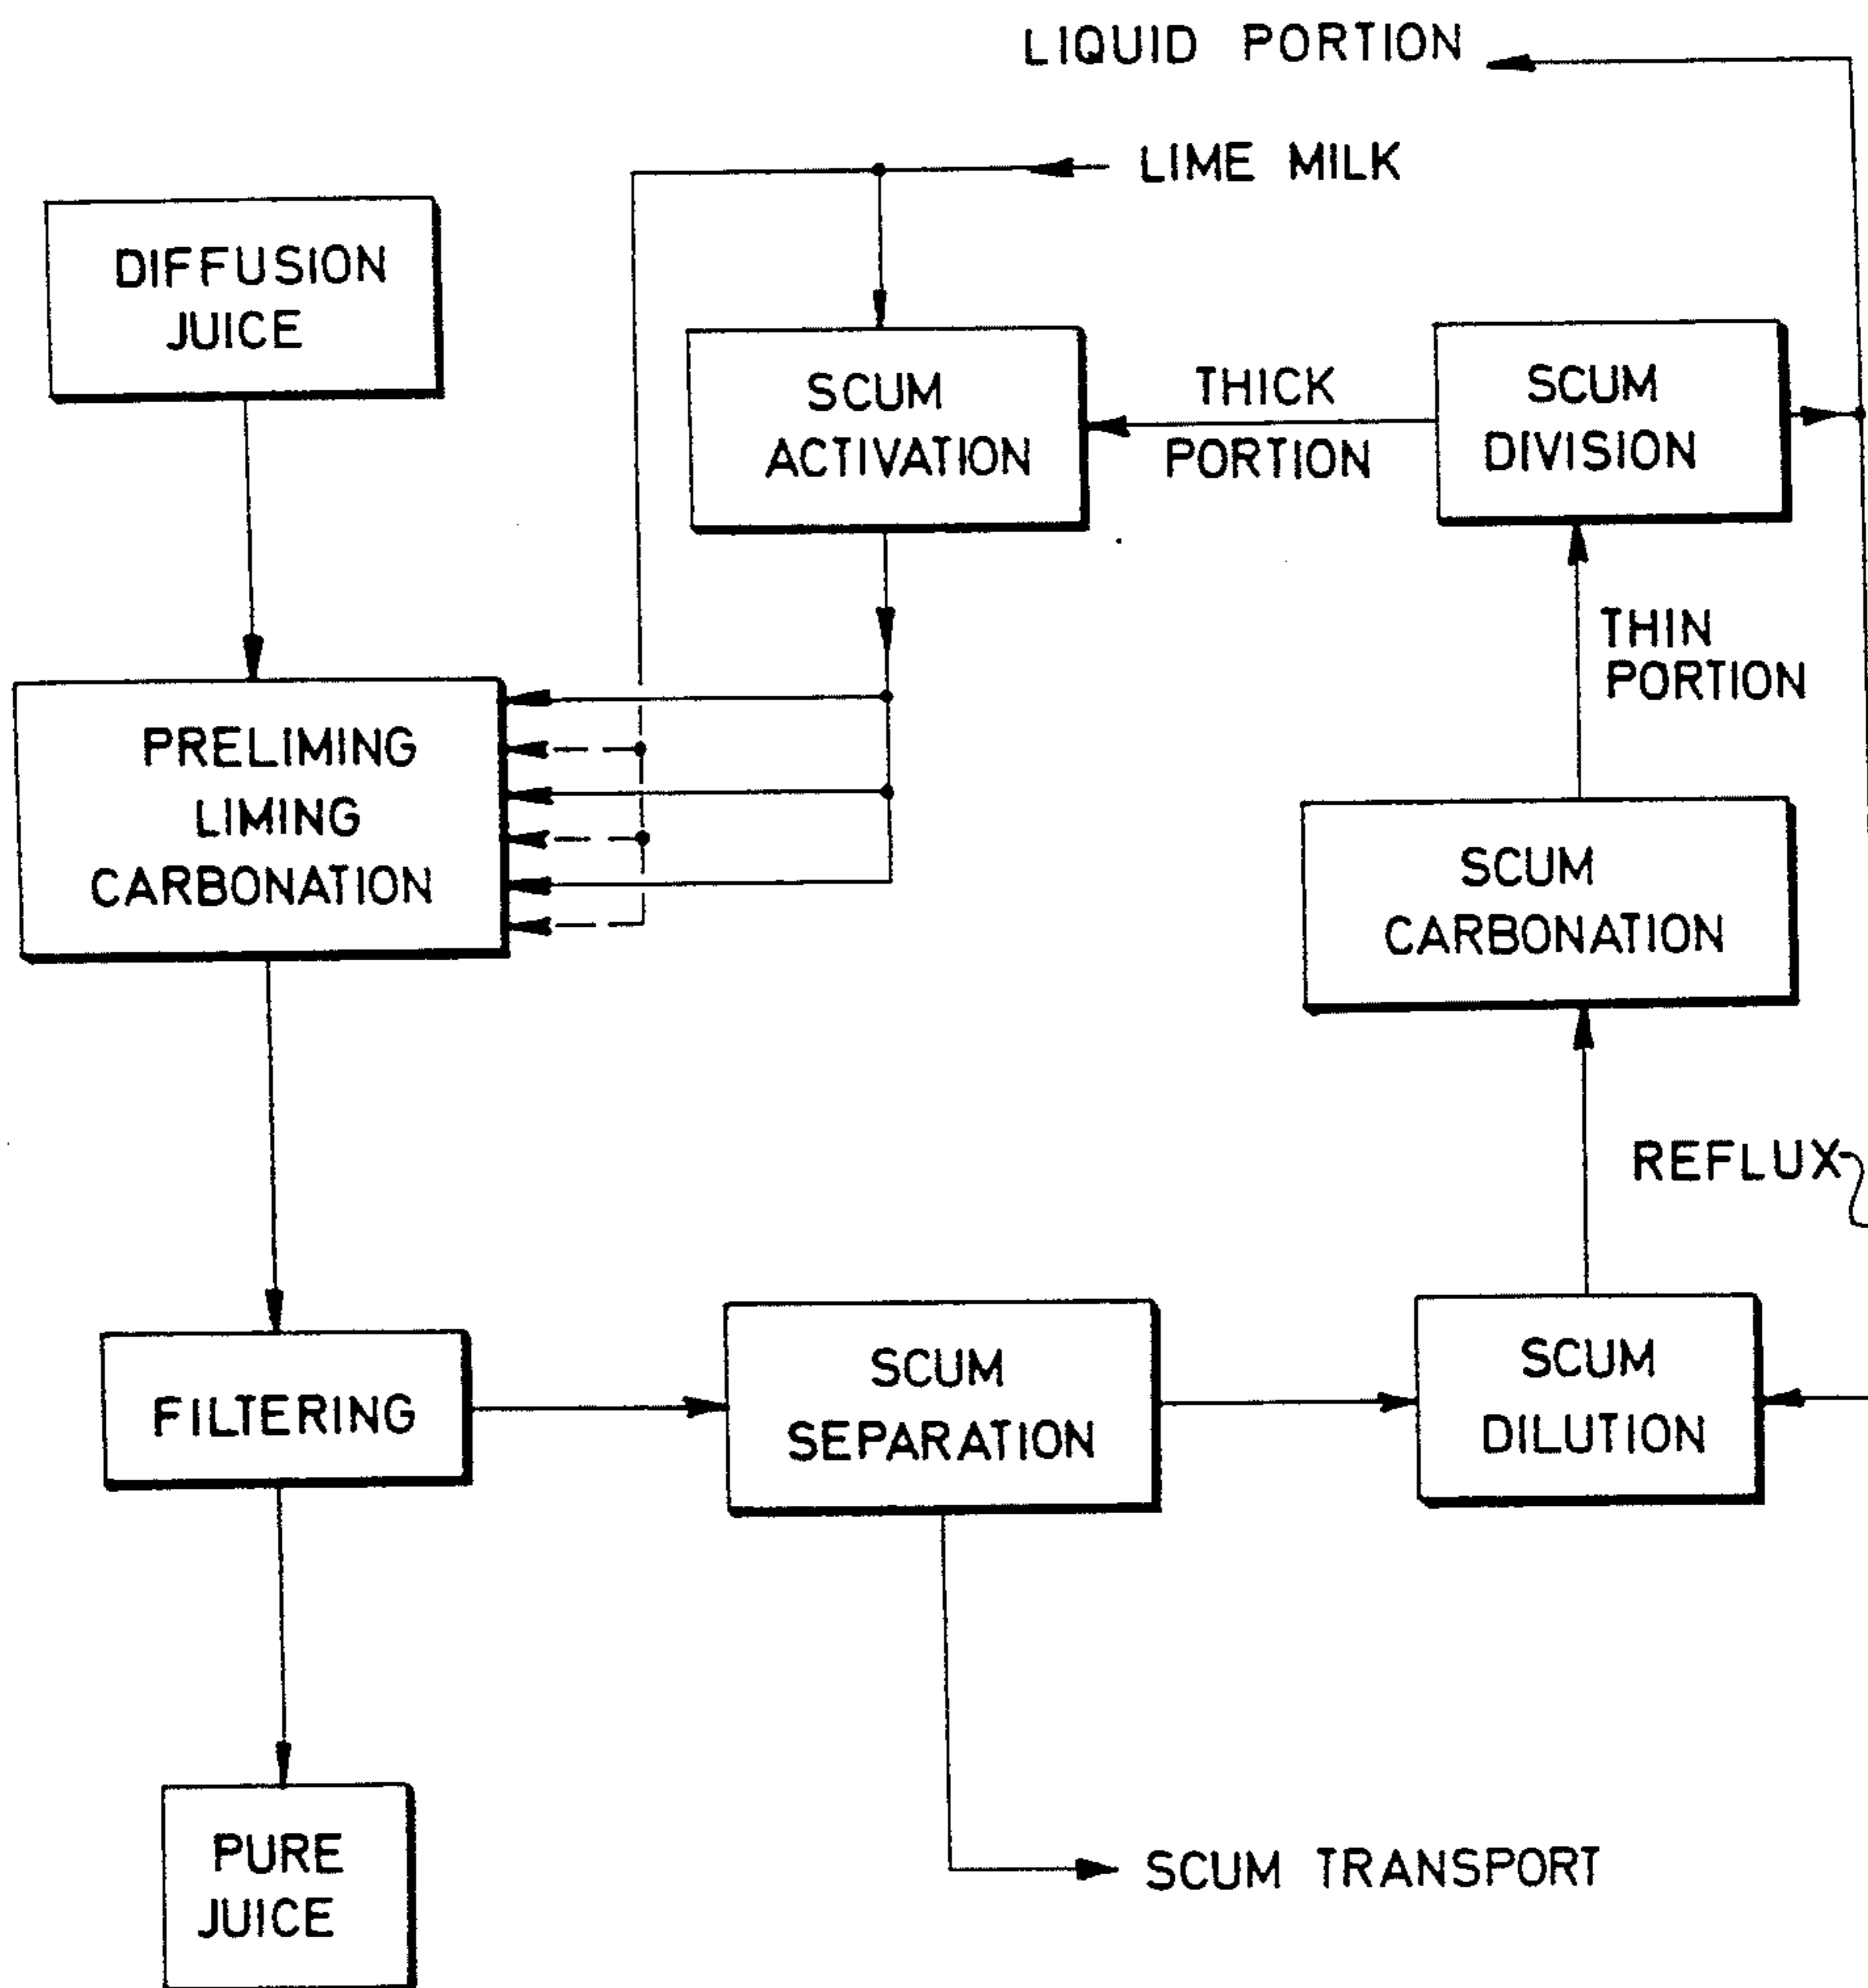 LIQUID PORTION
LIME MILK
DIFFUSION
JUICE
SCUM
ACTIVATION
THICK
PORTION
SCUM
DIVISION
THIN
PORTION
PRELIMING
LIMING
CARBONATION
SCUM
CARBONATION
REFLUX
FILTERING
SCUM
SEPARATION
SCUM
DILUTION
PURE
JUICE
SCUM TRANSPORT